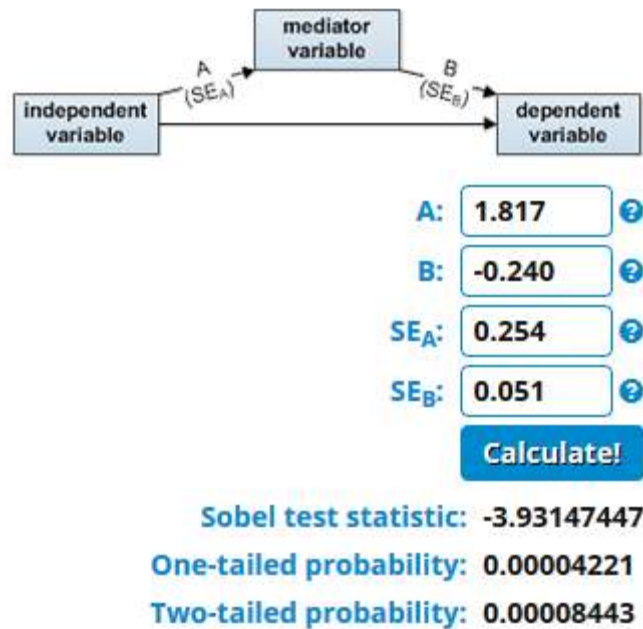 mediator
variable
A
(SEA)
B
(SEB)
independent
variable
dependent
variable
A: 1.817 ?
B: -0.240 ?
SEA: 0.254 ?
SEB: 0.051 ?
Calculate!
Sobel test statistic: -3.93147447
One-tailed probability: 0.00004221
Two-tailed probability: 0.00008443